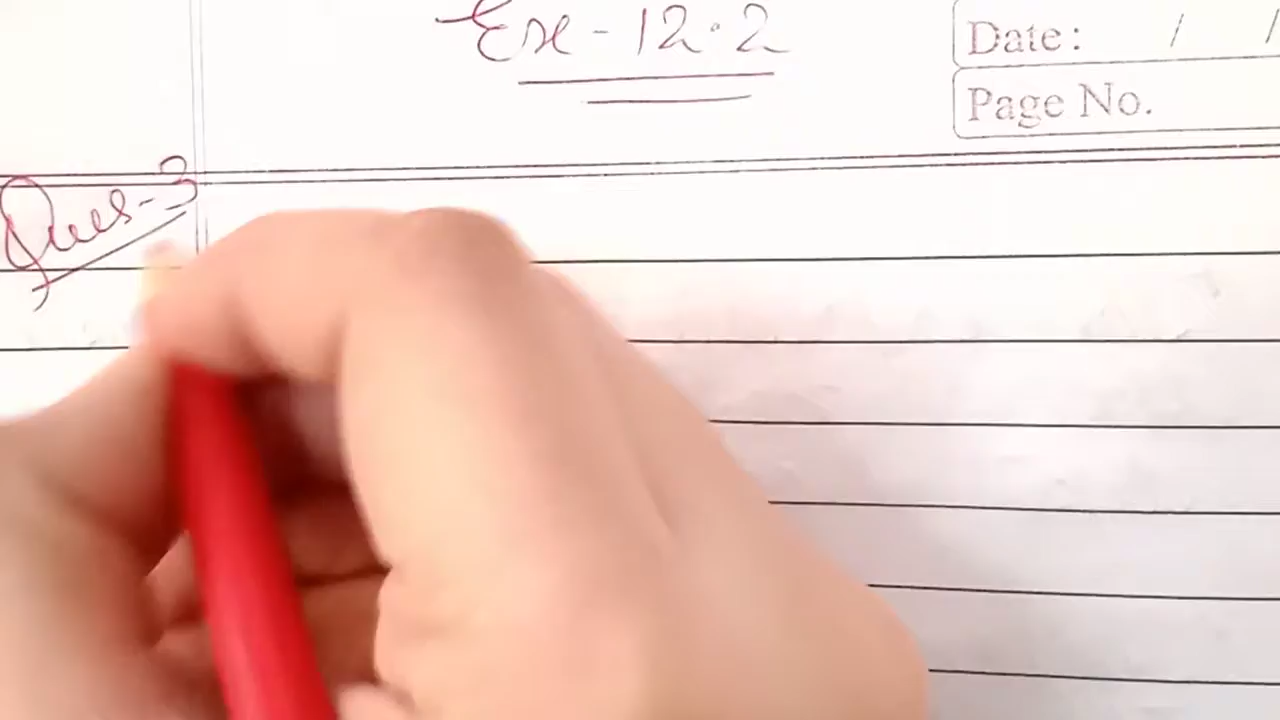 Ex-12.2
Date: / /
Page No.
Ques-3